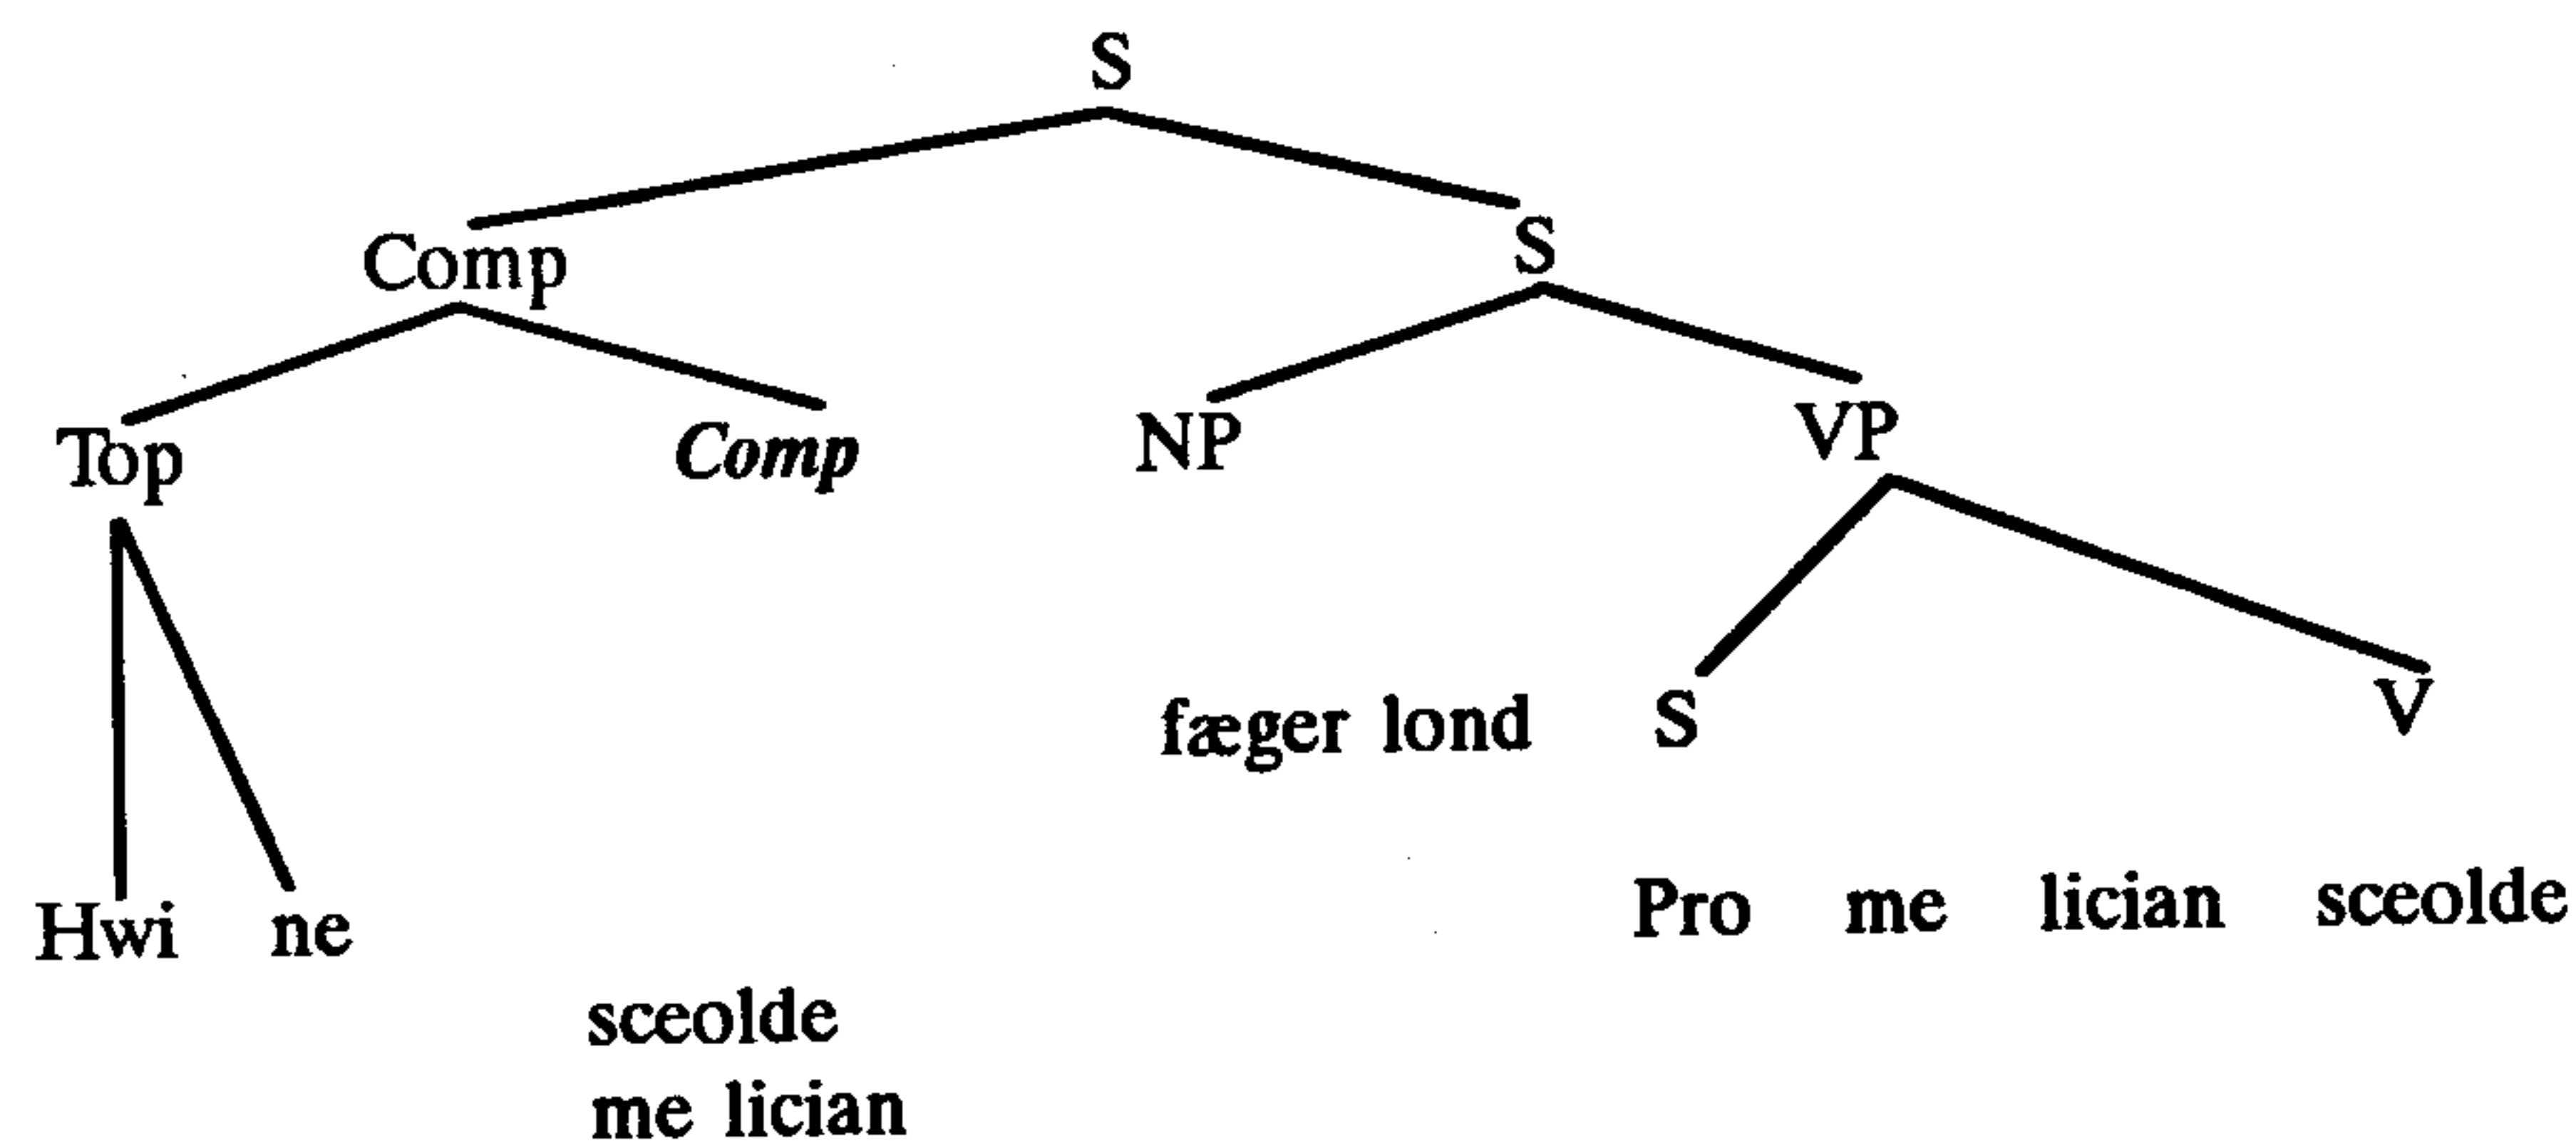 S
Comp S
Top Comp NP VP
fæger lond S V
Hwi ne Pro me lician sceolde
sceolde
me lician